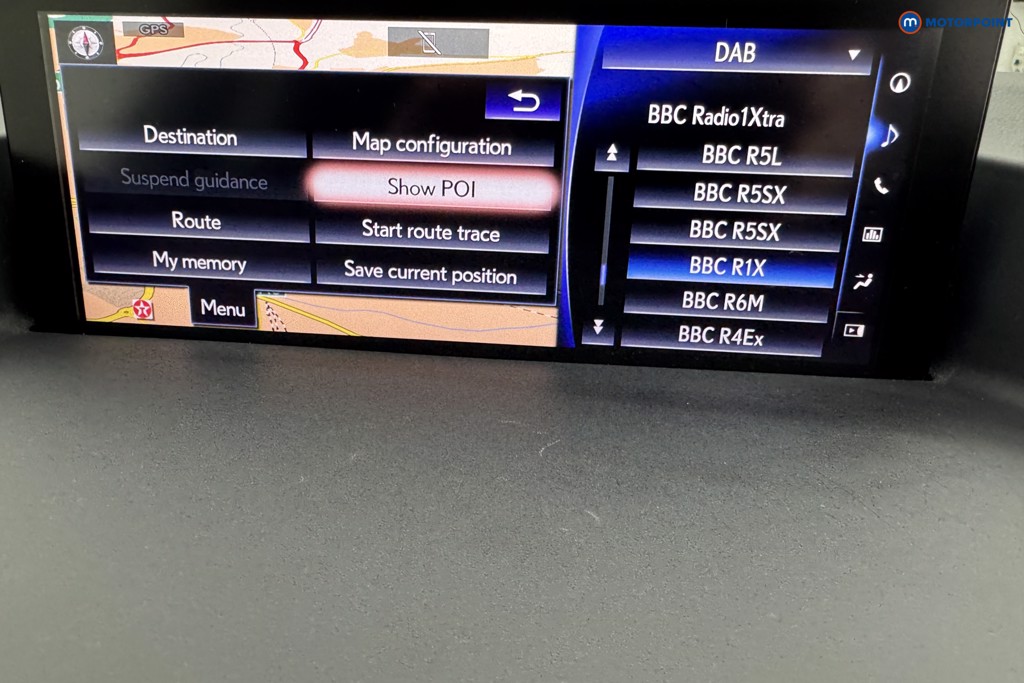 MOTORPOINT
GPS
DAB
BBC Radio1Xtra
Destination
Map configuration
Suspend guidance
Show POI
Route
Start route trace
My memory
Save current position
Menu
BBC R5L
BBC R5SX
BBC R5SX
BBC R1X
BBC R6M
BBC R4Ex